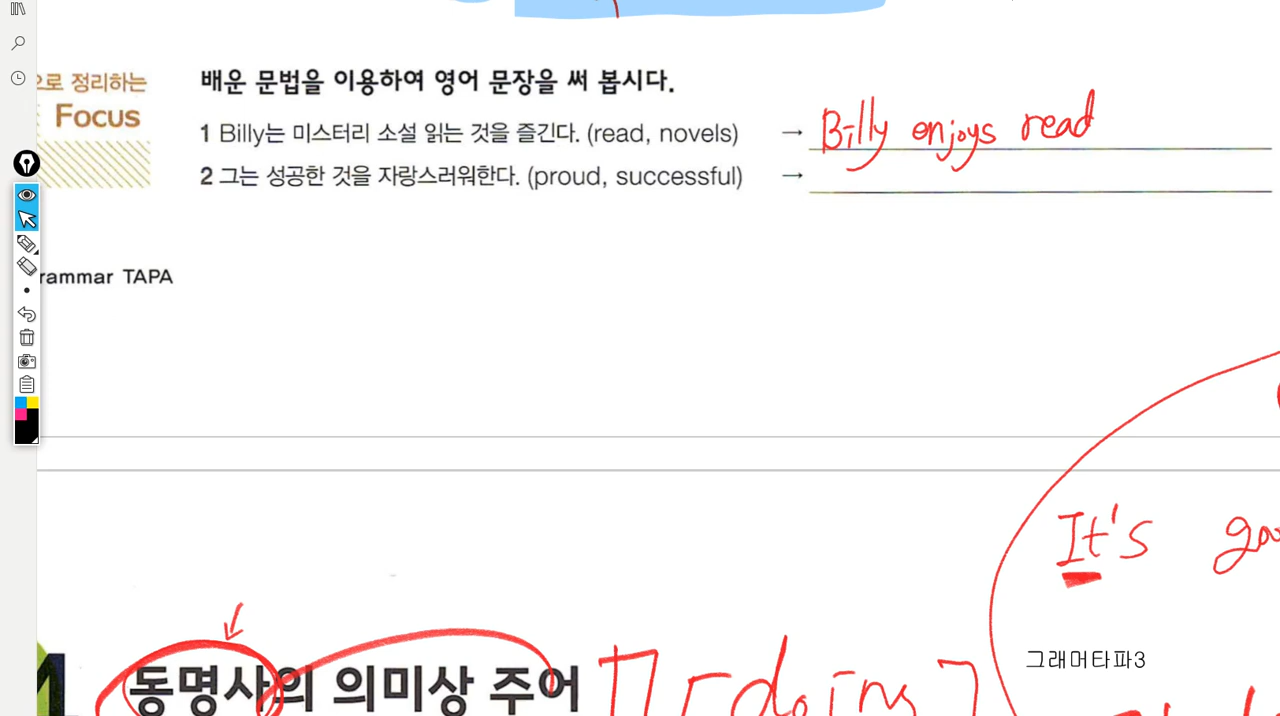 으로 정리하는
Focus
배운 문법을 이용하여 영어 문장을 써 봅시다.
1 Billy는 미스터리 소설 읽는 것을 즐긴다. (read, novels) → Billy enjoys read
2 그는 성공한 것을 자랑스러워한다. (proud, successful) →
rammar TAPA
It's
그래머타파3
동명사의 의미상 주어
doing